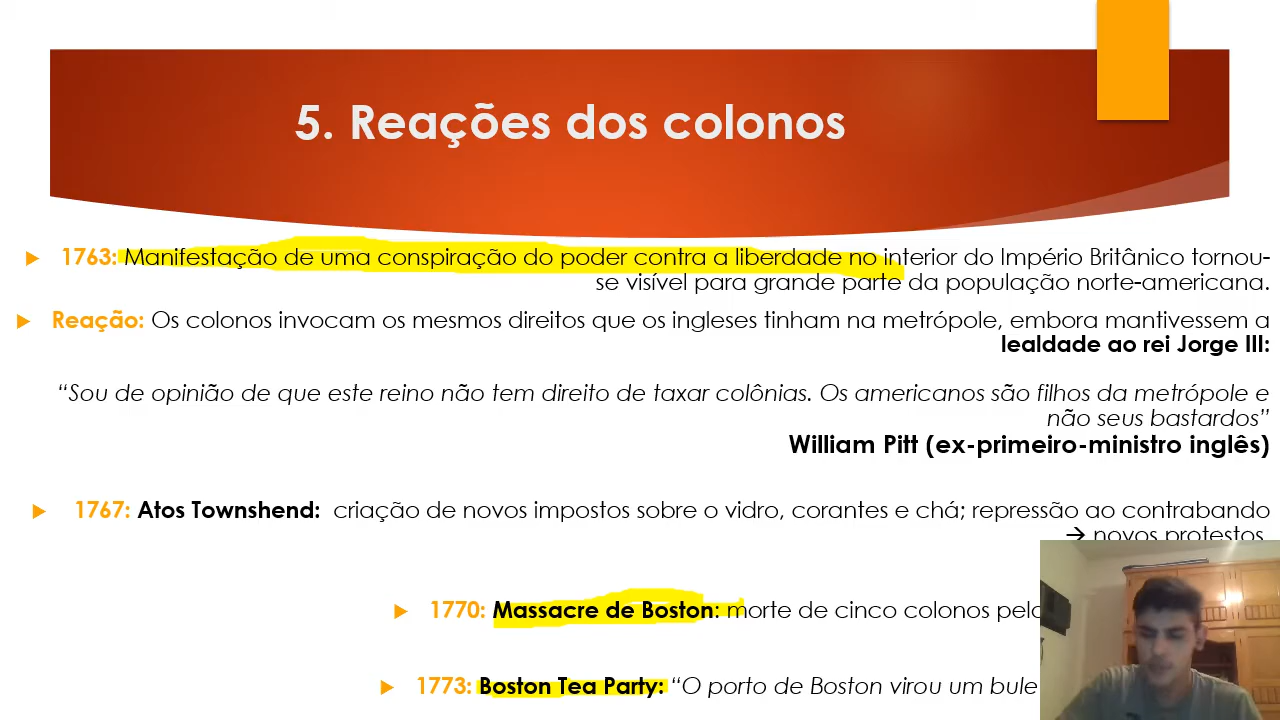 5. Reações dos colonos
1763: Manifestação de uma conspiração do poder contra a liberdade no interior do Império Britânico tornou-
se visível para grande parte da população norte-americana.
Reação: Os colonos invocam os mesmos direitos que os ingleses tinham na metrópole, embora mantivessem a
lealdade ao rei Jorge III:
“Sou de opinião de que este reino não tem direito de taxar colônias. Os americanos são filhos da metrópole e
não seus bastardos”
William Pitt (ex-primeiro-ministro inglês)
1767: Atos Townshend: criação de novos impostos sobre o vidro, corantes e chá; repressão ao contrabando
→ novos protestos
1770: Massacre de Boston: morte de cinco colonos
1773: Boston Tea Party: “O porto de Boston virou um bule